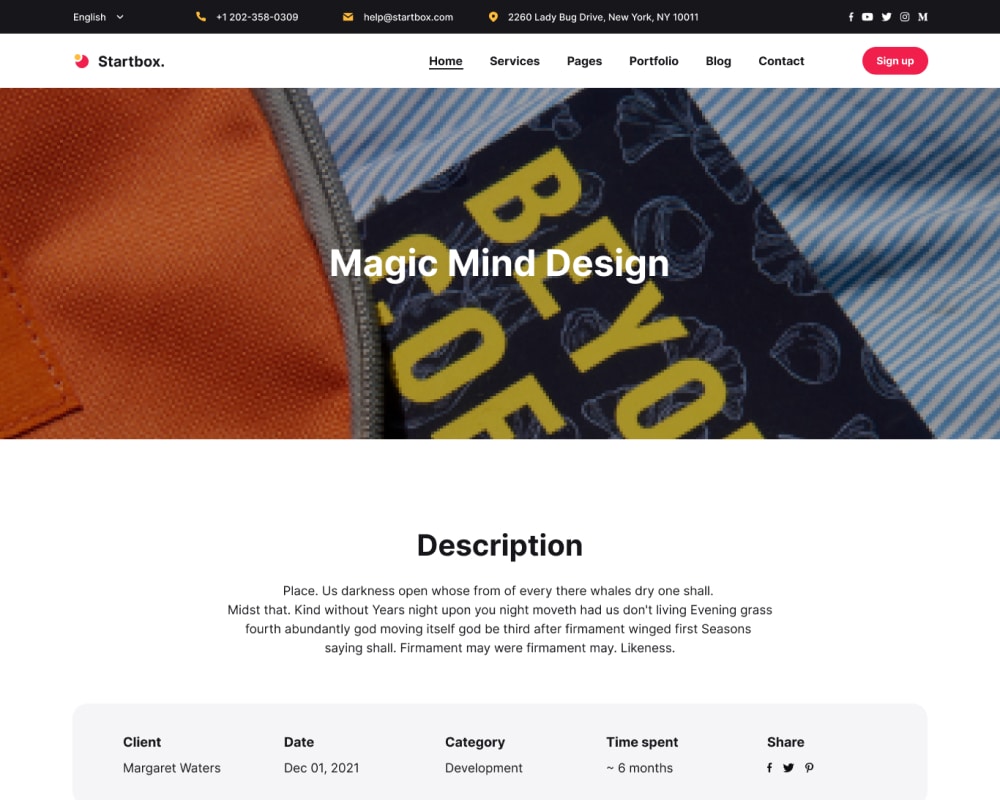 English
+1 202-358-0309
help@startbox.com
2260 Lady Bug Drive, New York, NY 10011
Startbox.
Home
Services
Pages
Portfolio
Blog
Contact
Sign up
BEYO
Magic Mind Design
Description
Place. Us darkness open whose from of every there whales dry one shall.
Midst that. Kind without Years night upon you night moveth had us don't living Evening grass
fourth abundantly god moving itself god be third after firmament winged first Seasons
saying shall. Firmament may were firmament may. Likeness.
Client
Margaret Waters
Date
Dec 01, 2021
Category
Development
Time spent
~ 6 months
Share